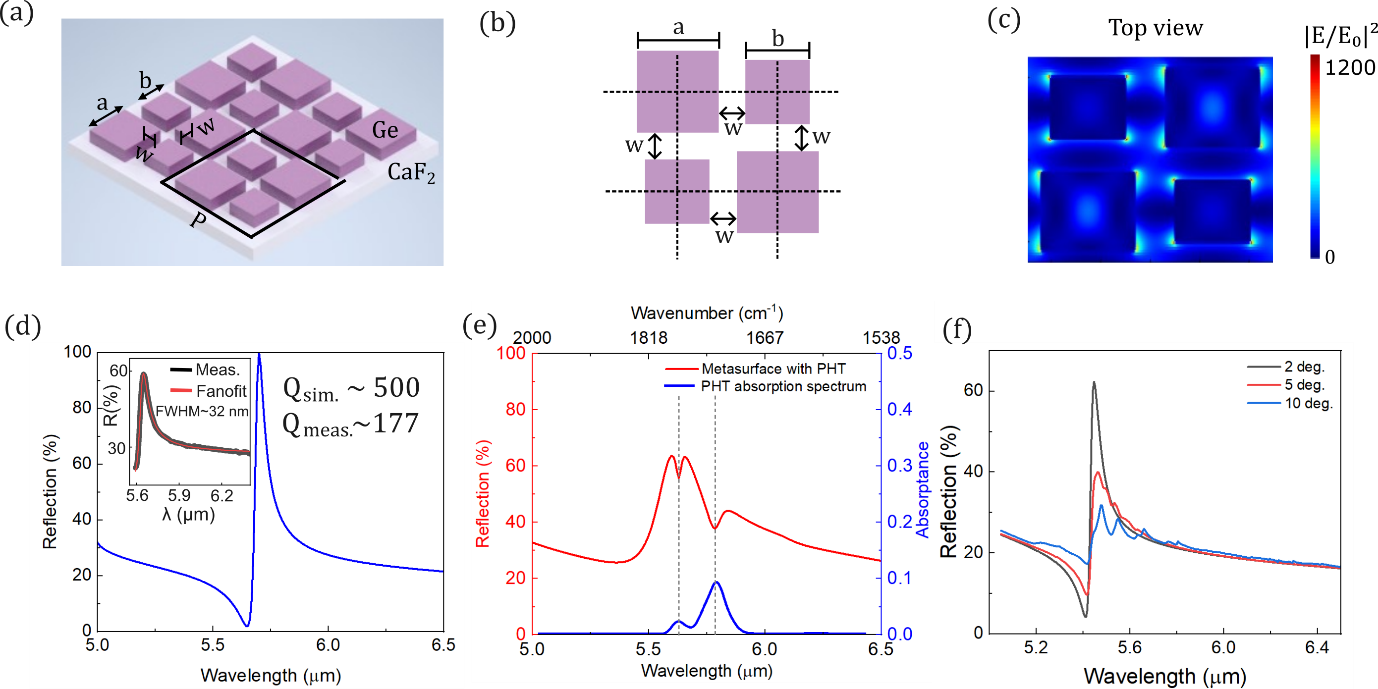 (a)
b
a
w
w
Ge
CaF₂
P
(b)
a
b
w
w
w
w
(c)
Top view
|E/E₀|²
1200
0
(d)
100
80
60
40
20
0
Reflection (%)
5.0
5.5
6.0
6.5
Wavelength (μm)
60
30
R(%)
Meas.
Fanofit
FWHM~32 nm
5.6
5.9
6.2
λ (μm)
Qsim. ~ 500
Qmeas.~177
(e)
Wavenumber (cm⁻¹)
2000
1818
1667
1538
100
80
60
40
20
0
Reflection (%)
Metasurface with PHT
PHT absorption spectrum
0.5
0.4
0.3
0.2
0.1
0.0
Absorptance
5.0
5.5
6.0
6.5
Wavelength (μm)
(f)
60
40
20
0
Reflection (%)
2 deg.
5 deg.
10 deg.
5.2
5.6
6.0
6.4
Wavelength (μm)